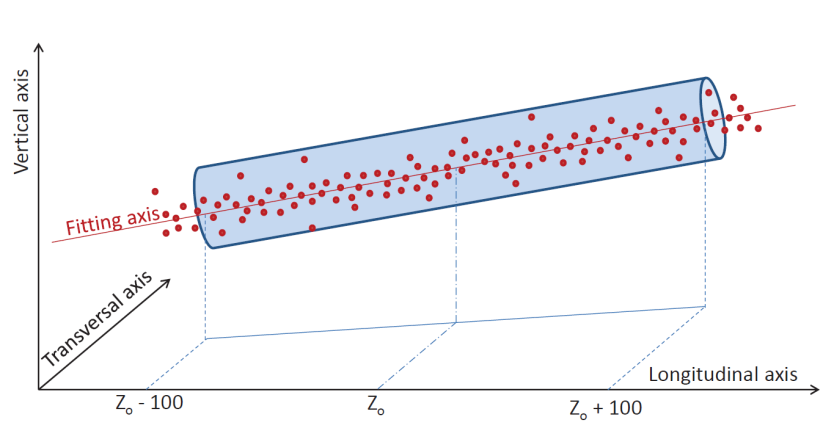 Vertical axis
Fitting axis
Transversal axis
Longitudinal axis
Zo - 100
Zo
Zo + 100